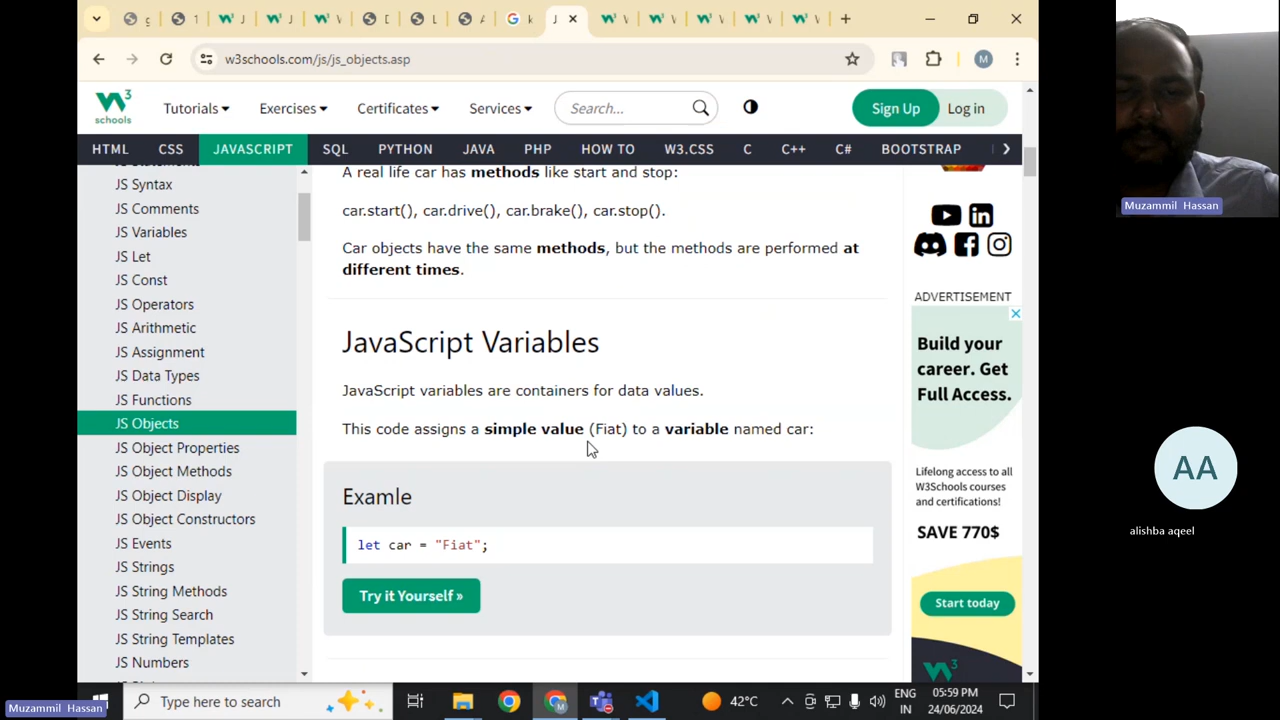 w3schools.com/js/js_objects.asp
M
W3
schools
Tutorials
Exercises
Certificates
Services
Search...
Sign Up
Log in
HTML
CSS
JAVASCRIPT
SQL
PYTHON
JAVA
PHP
HOW TO
W3.CSS
C
C++
C#
BOOTSTRAP
JS Syntax
JS Comments
JS Variables
JS Let
JS Const
JS Operators
JS Arithmetic
JS Assignment
JS Data Types
JS Functions
JS Objects
JS Object Properties
JS Object Methods
JS Object Display
JS Object Constructors
JS Events
JS Strings
JS String Methods
JS String Search
JS String Templates
JS Numbers
A real life car has methods like start and stop:
car.start(), car.drive(), car.brake(), car.stop().
Car objects have the same methods, but the methods are performed at
different times.
JavaScript Variables
JavaScript variables are containers for data values.
This code assigns a simple value (Fiat) to a variable named car:
Examle
let car = "Fiat";
Try it Yourself »
ADVERTISEMENT
Build your
career. Get
Full Access.
Lifelong access to all
W3Schools courses
and certifications!
SAVE 770$
Start today
Muzammil Hassan
AA
alishba aqeel
Muzammil Hassan
Type here to search
42°C
ENG
IN
05:59 PM
24/06/2024